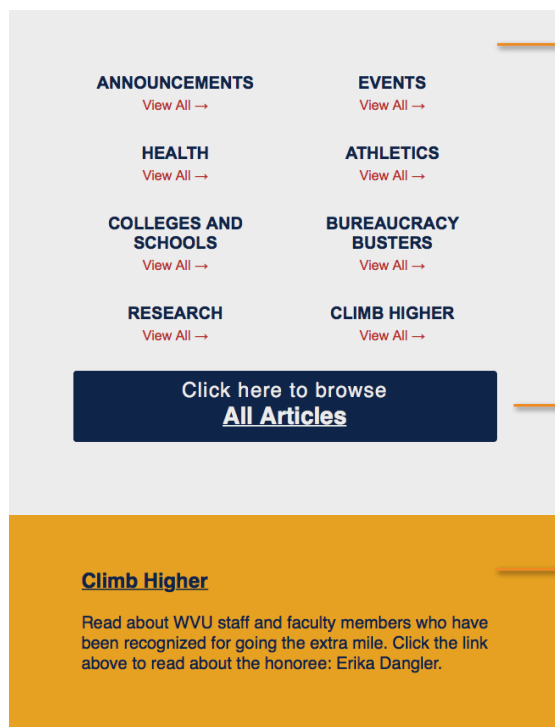 ANNOUNCEMENTS
View All →
EVENTS
View All →
HEALTH
View All →
ATHLETICS
View All →
COLLEGES AND
SCHOOLS
View All →
BUREAUCRACY
BUSTERS
View All →
RESEARCH
View All →
CLIMB HIGHER
View All →
Click here to browse
All Articles
Climb Higher
Read about WVU staff and faculty members who have
been recognized for going the extra mile. Click the link
above to read about the honoree: Erika Dangler.